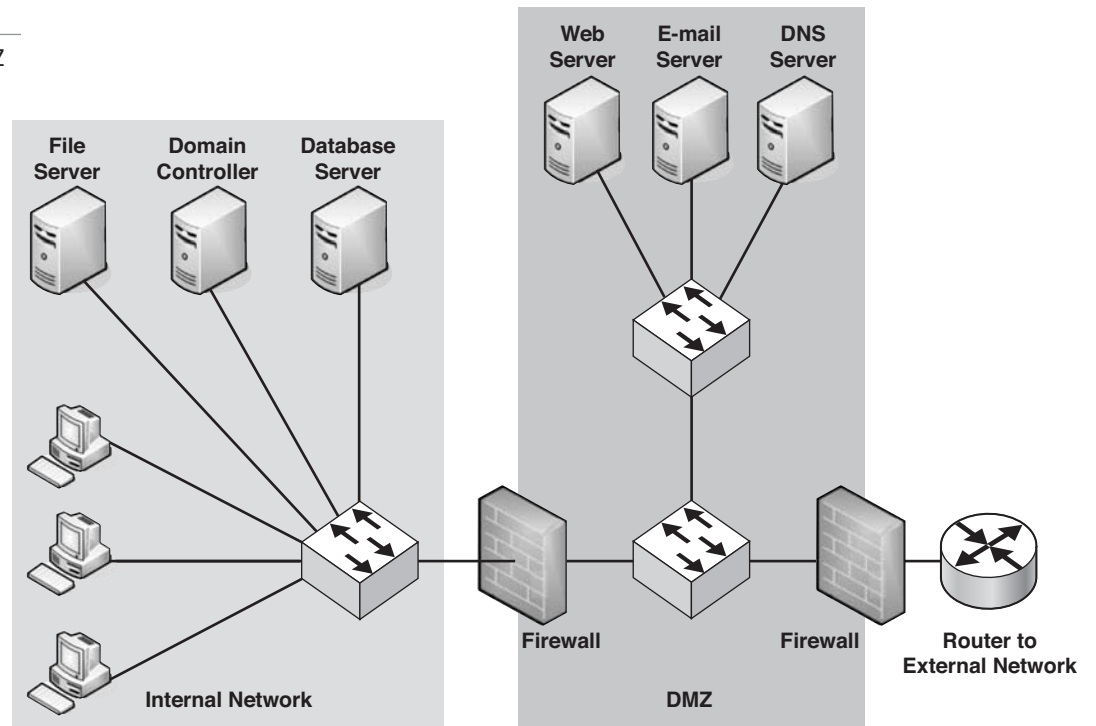 Z
Web
Server
E-mail
Server
DNS
Server
File
Server
Domain
Controller
Database
Server
Firewall
Firewall
Router to
External Network
Internal Network
DMZ